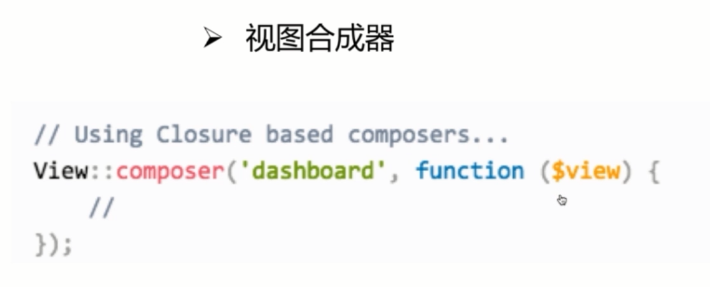 ➢ 视图合成器
// Using Closure based composers...
View::composer('dashboard', function ($view) {
    //
});